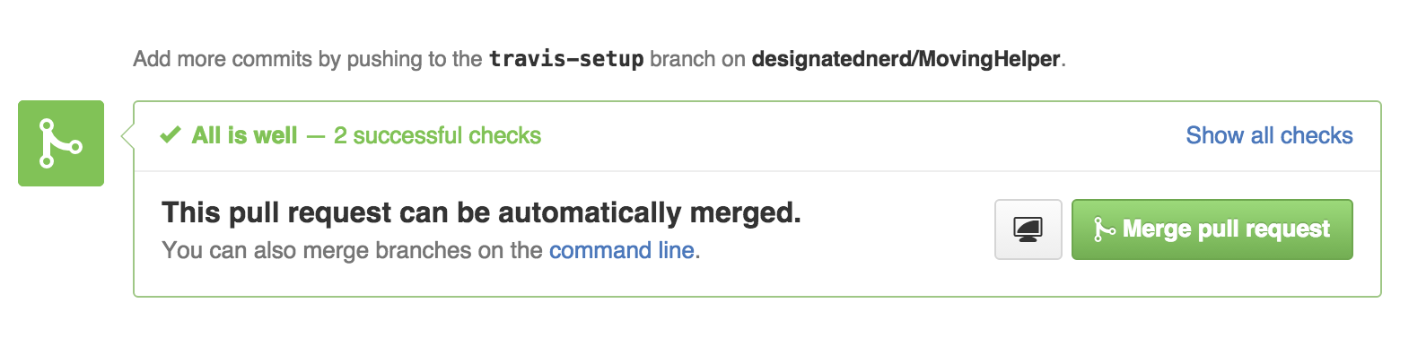 Add more commits by pushing to the travis-setup branch on designatednerd/MovingHelper.
All is well — 2 successful checks
Show all checks
This pull request can be automatically merged.
You can also merge branches on the command line.
Merge pull request